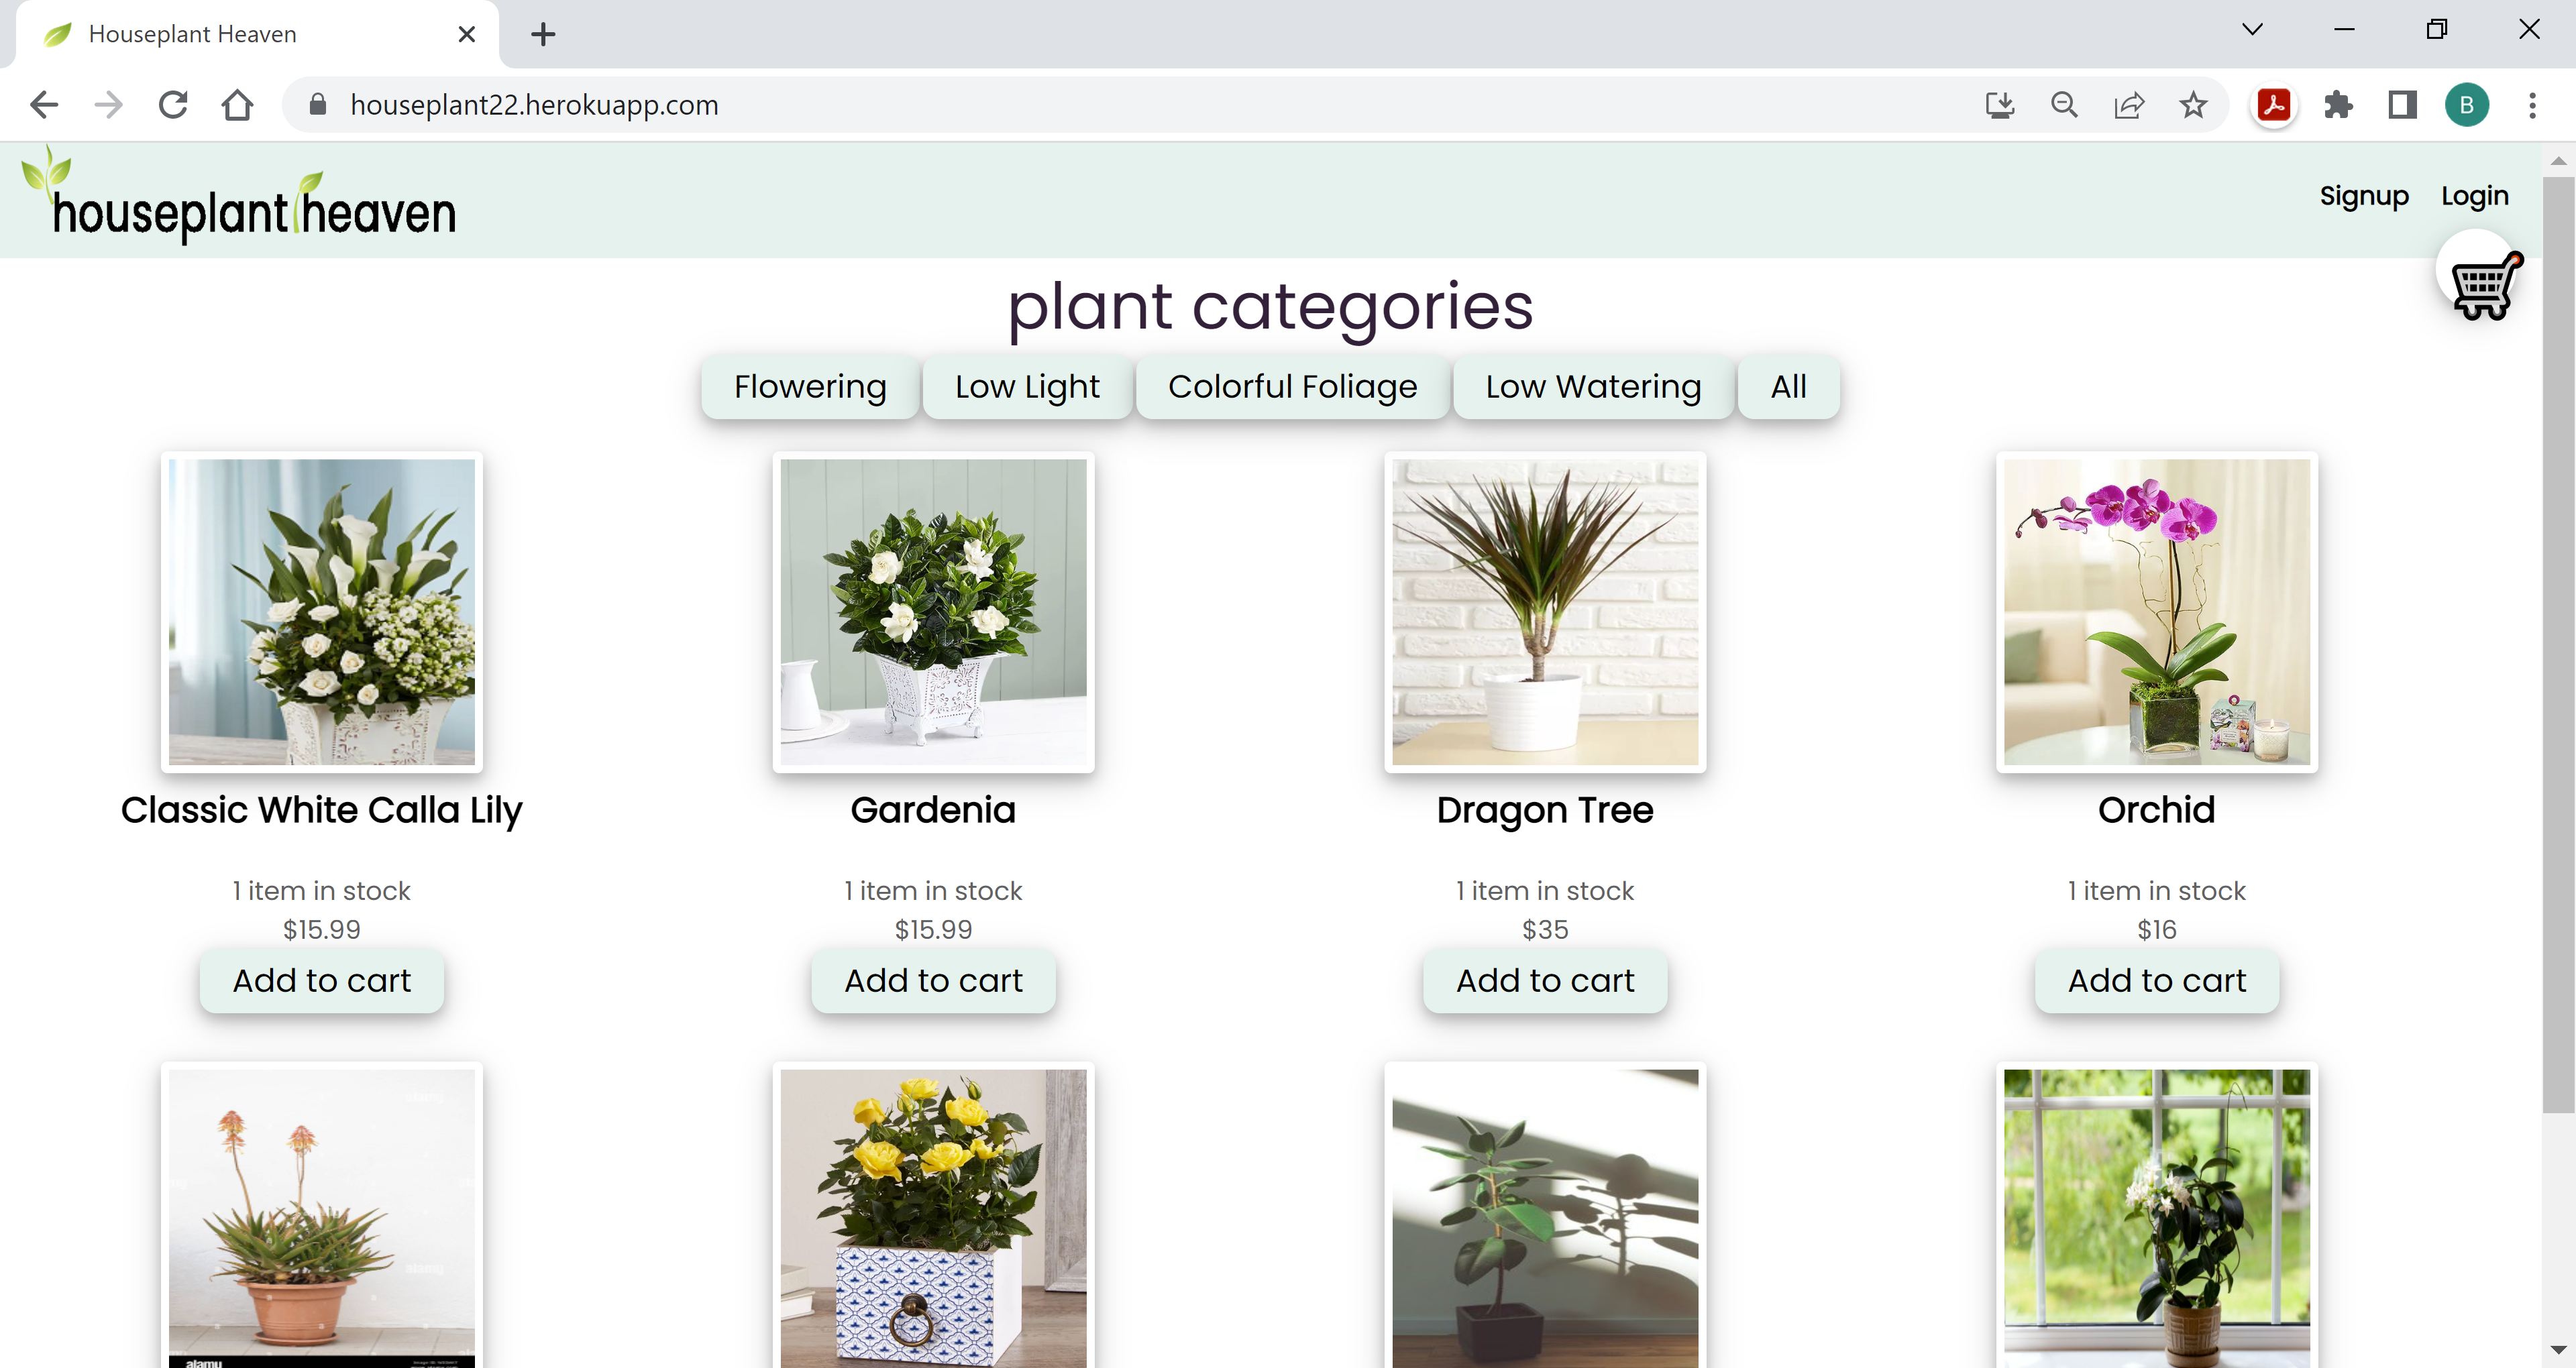 Houseplant Heaven
houseplant22.herokuapp.com
B
houseplant heaven
Signup Login
plant categories
Flowering Low Light Colorful Foliage Low Watering All
Classic White Calla Lily Gardenia Dragon Tree Orchid
1 item in stock 1 item in stock 1 item in stock 1 item in stock
$15.99 $15.99 $35 $16
Add to cart Add to cart Add to cart Add to cart
alamy
alamy
alamy